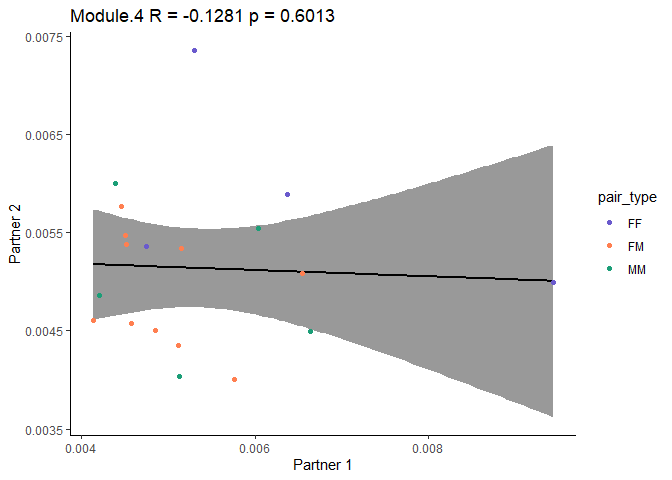 Module.4 R = -0.1281 p = 0.6013
0.0075
0.0065
0.0055
0.0045
0.0035
Partner 2
0.004
0.006
0.008
Partner 1
pair_type
FF
FM
MM